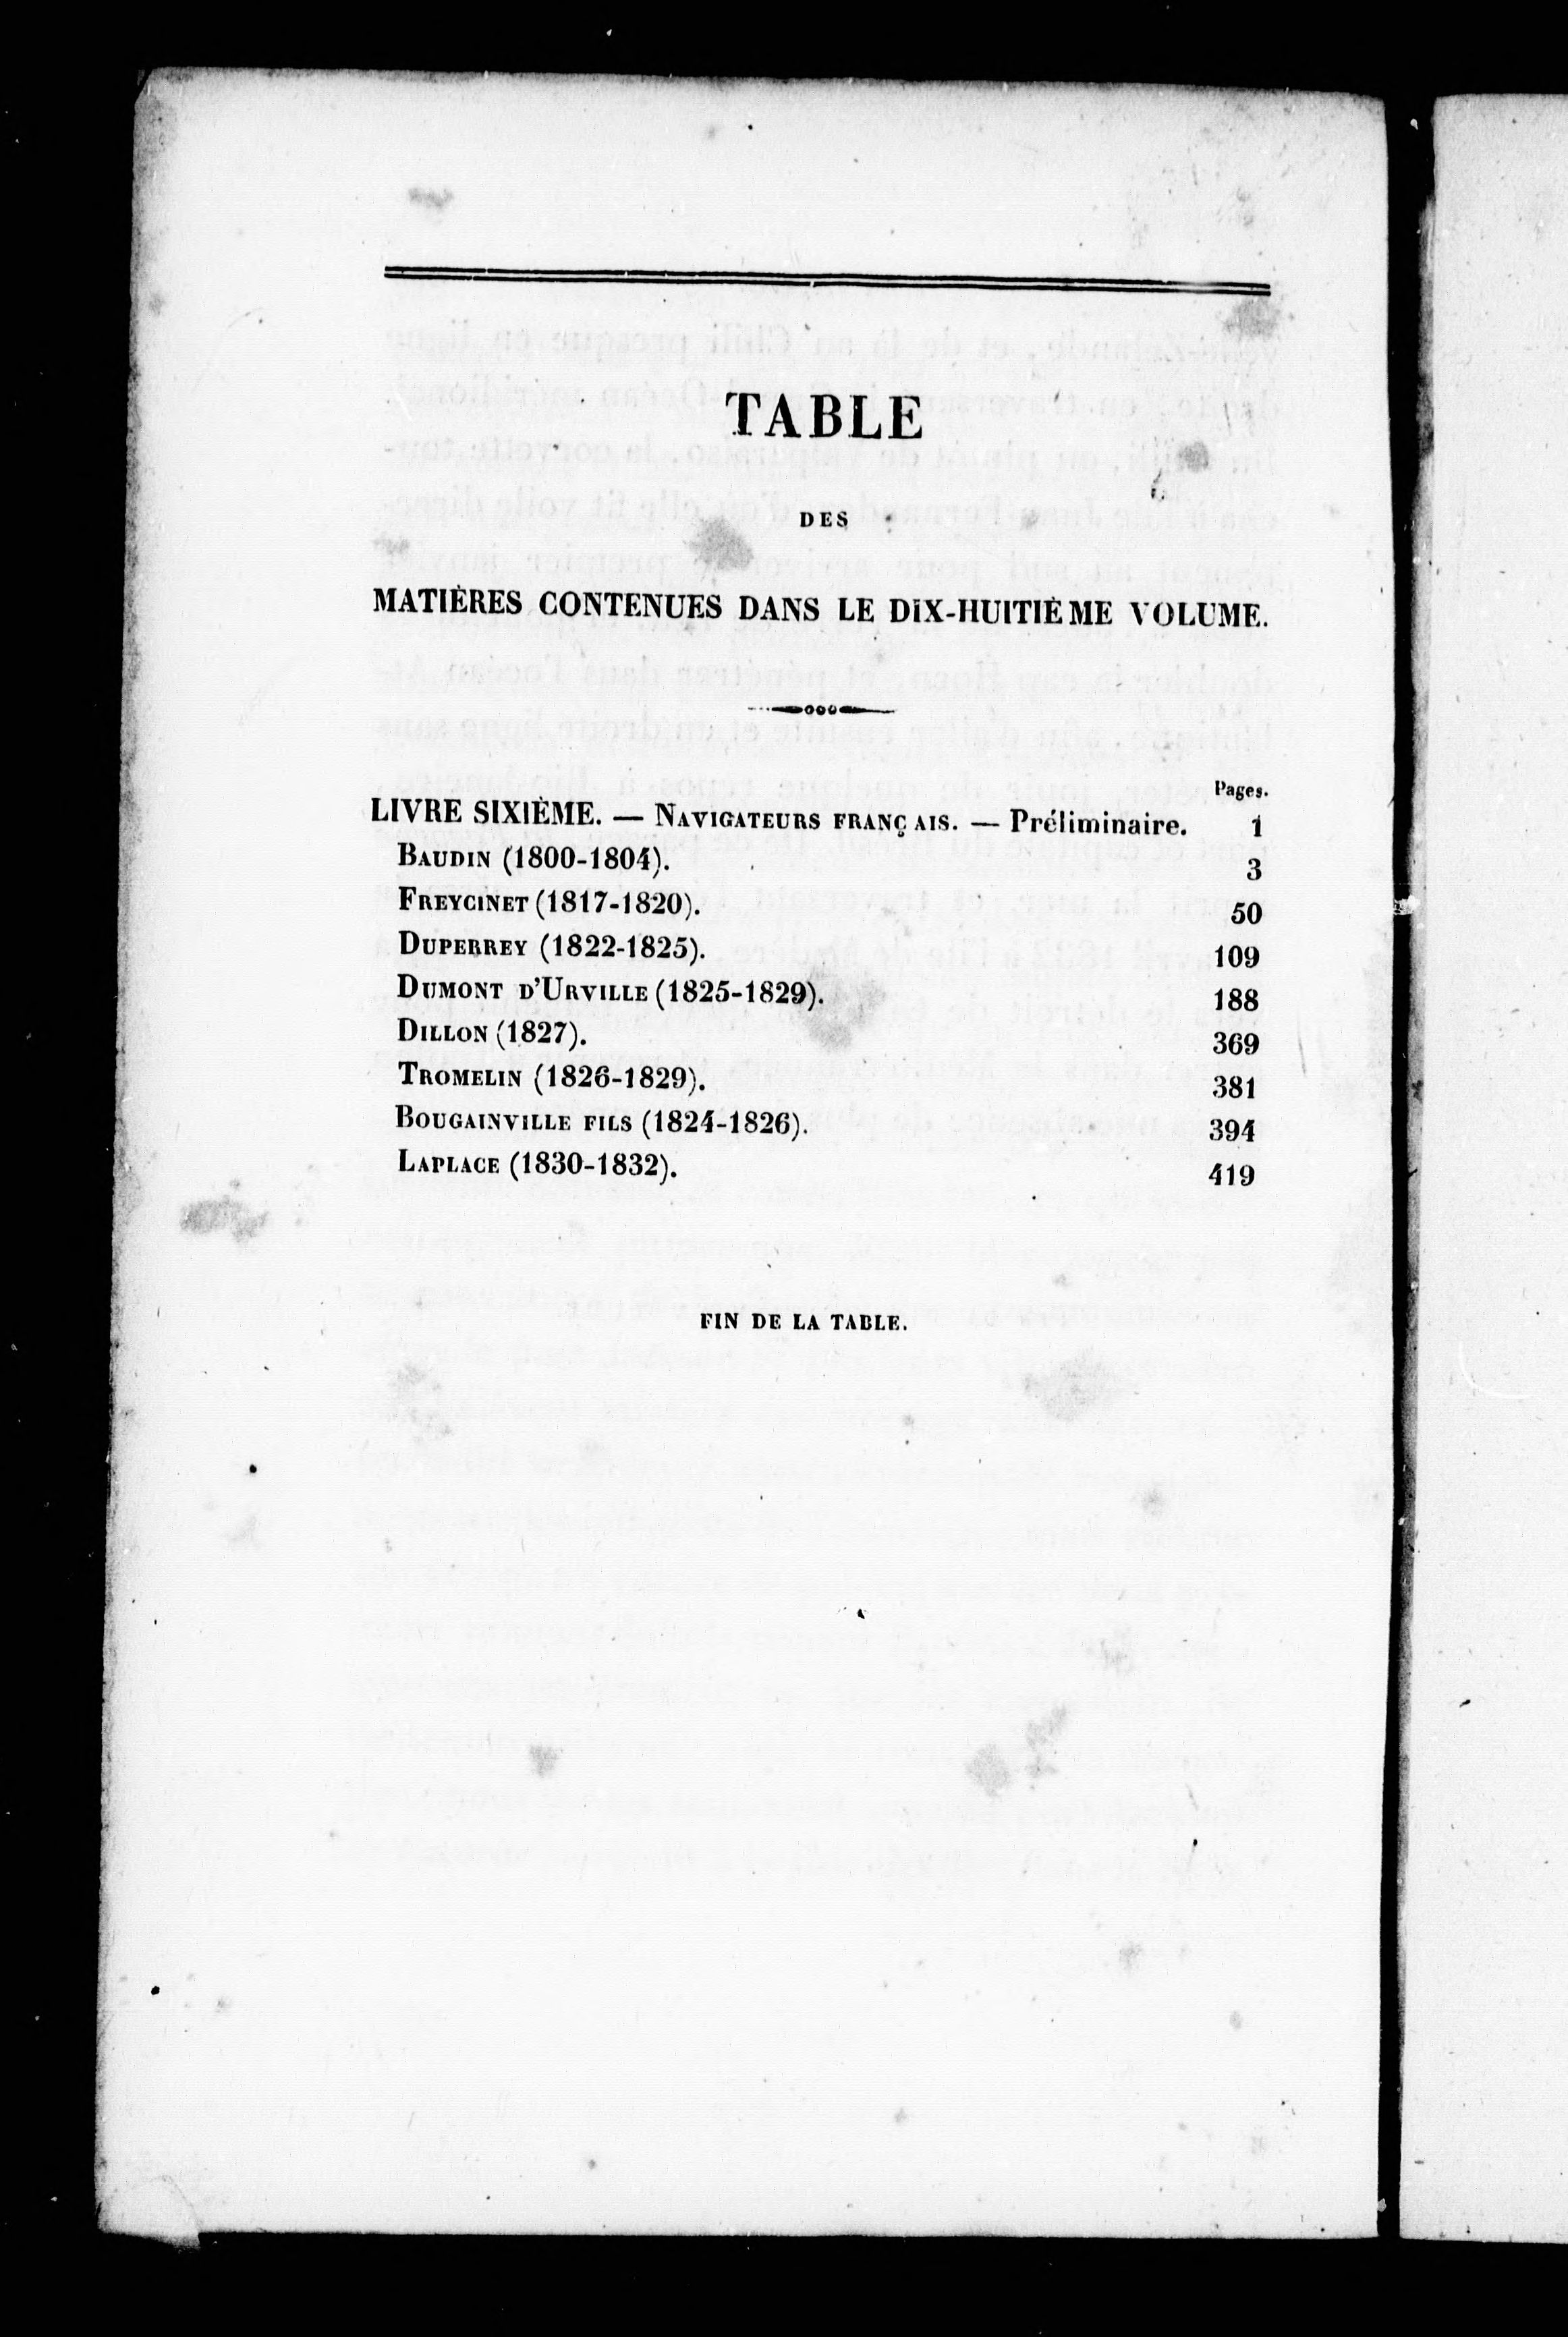 TABLE
DES
MATIÈRES CONTENUES DANS LE DIX-HUITIÈME VOLUME.
Pages.
LIVRE SIXIÈME. — NAVIGATEURS FRANÇAIS. — Préliminaire. 1
BAUDIN (1800-1804). 3
FREYCINET (1817-1820). 50
DUPERREY (1822-1825). 109
DUMONT D'URVILLE (1825-1829). 188
DILLON (1827). 369
TROMELIN (1826-1829). 381
BOUGAINVILLE FILS (1824-1826). 394
LAPLACE (1830-1832). 419
FIN DE LA TABLE.